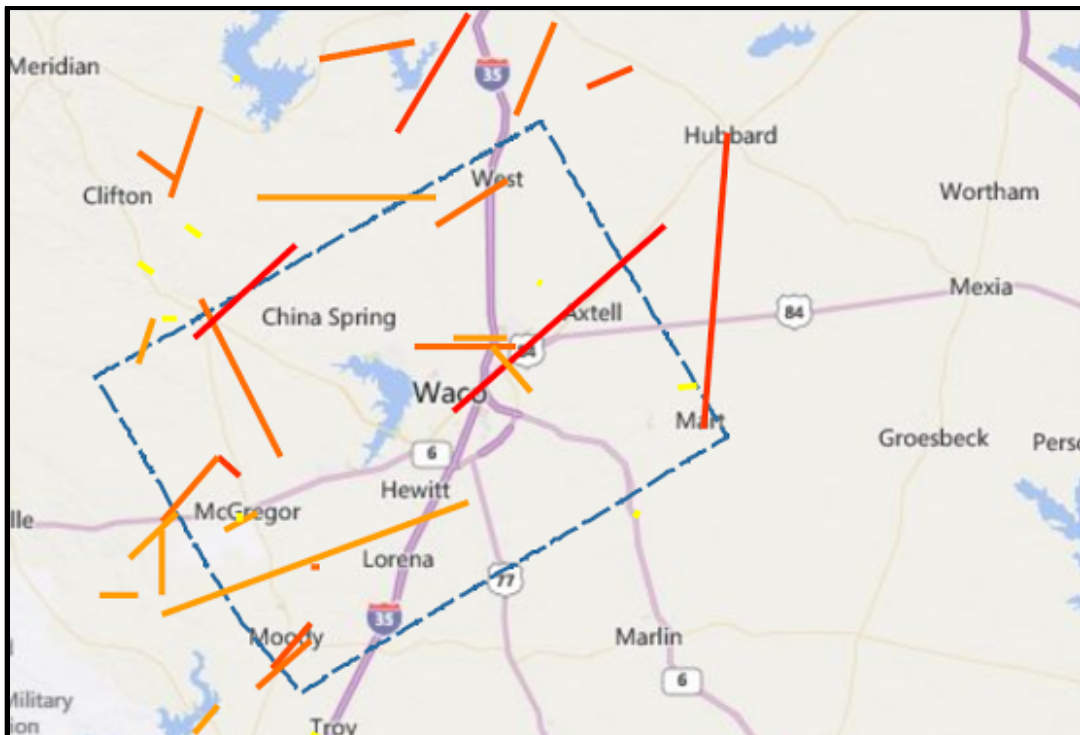 35
Meridian
Hubbard
West
Clifton
Wortham
Mexia
China Spring
Axtell
84
84
Waco
Mart
Groesbeck
Perso
6
Hewitt
lle
McGregor
Lorena
77
35
Moody
Marlin
6
Military
ion
Troy